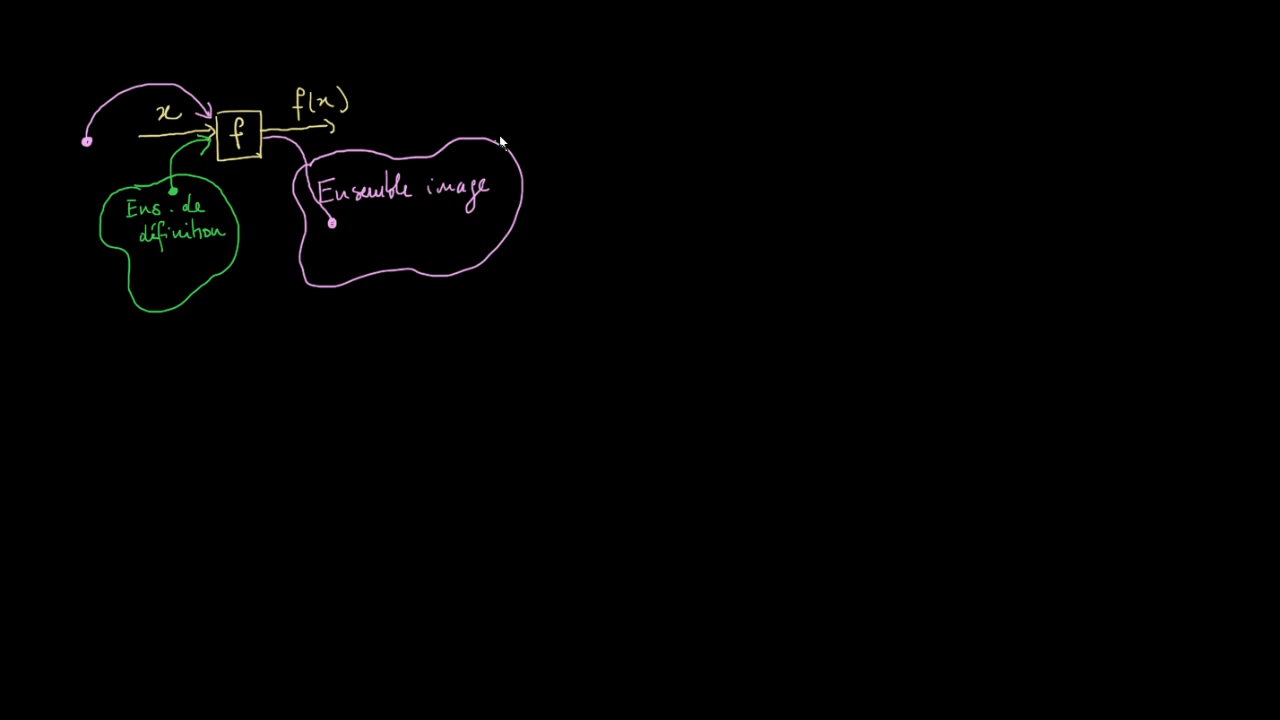 f(x)
x
f
Ensemble image
Ens. de
définition